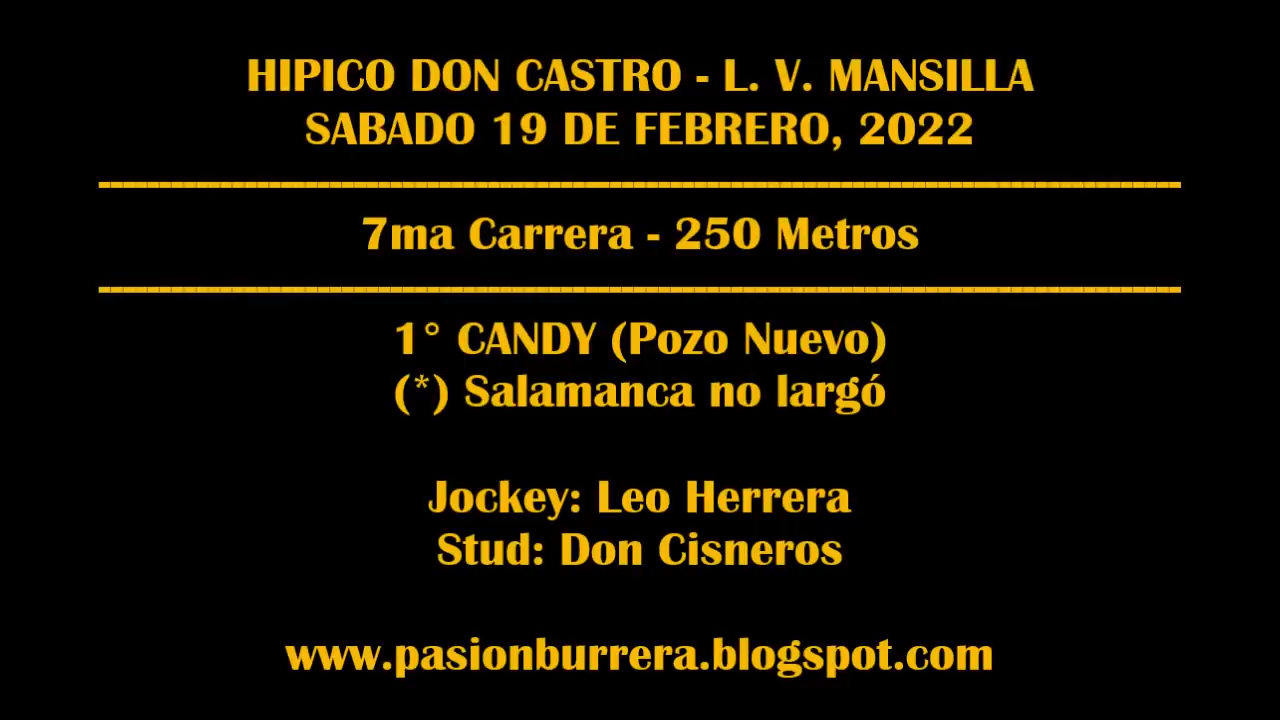 HIPICO DON CASTRO - L. V. MANSILLA
SABADO 19 DE FEBRERO, 2022
7ma Carrera - 250 Metros
1° CANDY (Pozo Nuevo)
(*) Salamanca no largó
Jockey: Leo Herrera
Stud: Don Cisneros
www.pasionburrera.blogspot.com